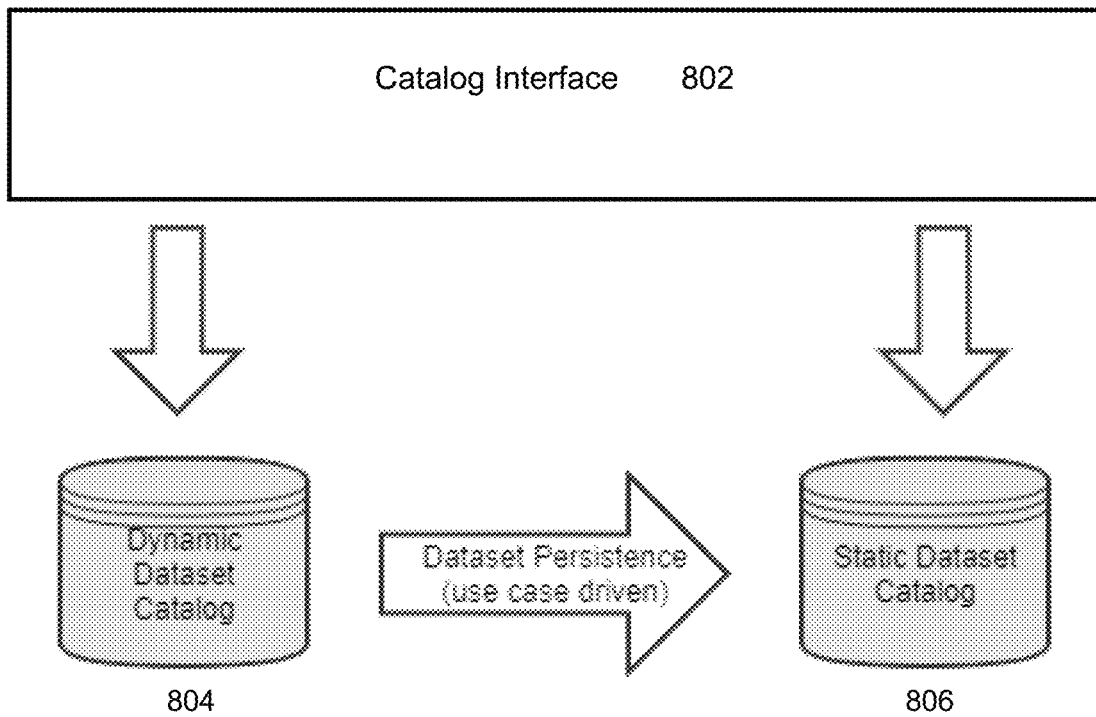 Catalog Interface 802
Dynamic
Dataset
Catalog
Dataset Persistence
(use case driven)
Static Dataset
Catalog
804
806